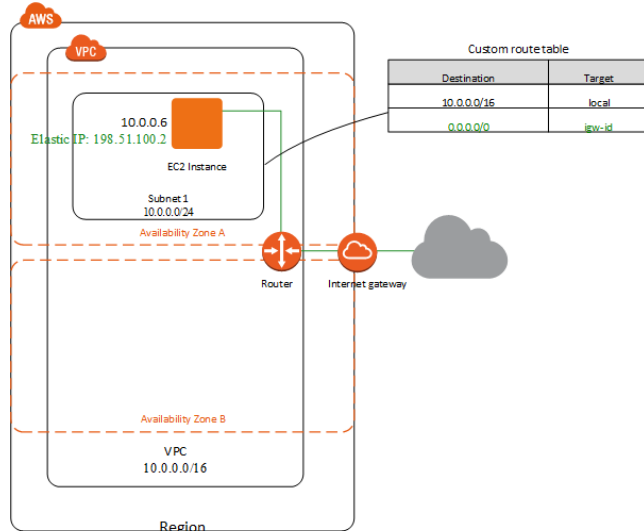 AWS
VPC
Custom route table
Destination Target
10.0.0.0/16 local
0.0.0.0/0 igw-id
10.0.0.6
Elastic IP: 198.51.100.2
EC2 Instance
Subnet 1
10.0.0.0/24
Availability Zone A
Router
Internet gateway
Availability Zone B
VPC
10.0.0.0/16
Region